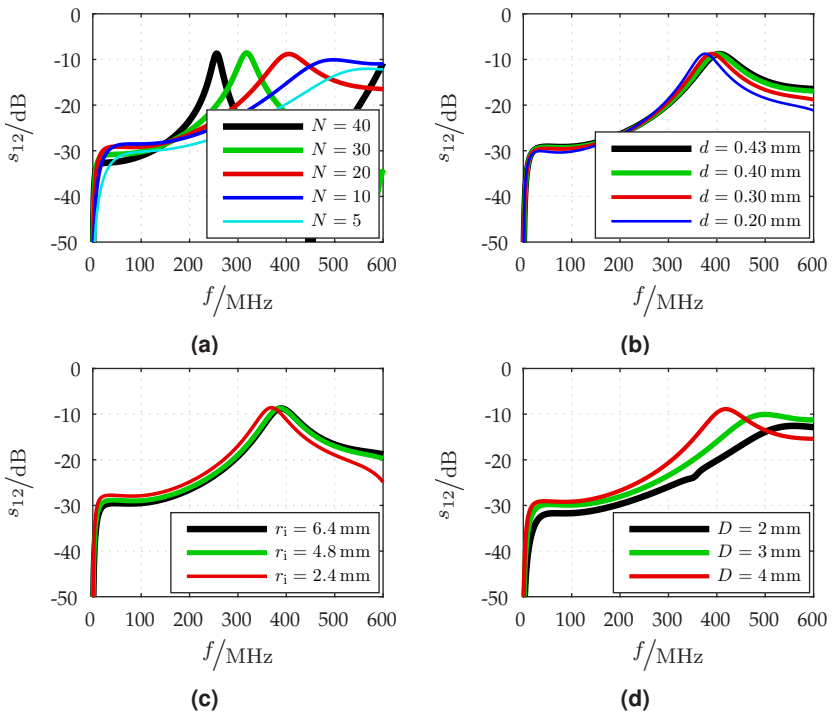 0
-10
-20
-30
-40
-50
0 100 200 300 400 500 600
s₁₂/dB
f/MHz
N = 40
N = 30
N = 20
N = 10
N = 5
(a)
0
-10
-20
-30
-40
-50
0 100 200 300 400 500 600
s₁₂/dB
f/MHz
d = 0.43 mm
d = 0.40 mm
d = 0.30 mm
d = 0.20 mm
(b)
0
-10
-20
-30
-40
-50
0 100 200 300 400 500 600
s₁₂/dB
f/MHz
rᵢ = 6.4 mm
rᵢ = 4.8 mm
rᵢ = 2.4 mm
(c)
0
-10
-20
-30
-40
-50
0 100 200 300 400 500 600
s₁₂/dB
f/MHz
D = 2 mm
D = 3 mm
D = 4 mm
(d)